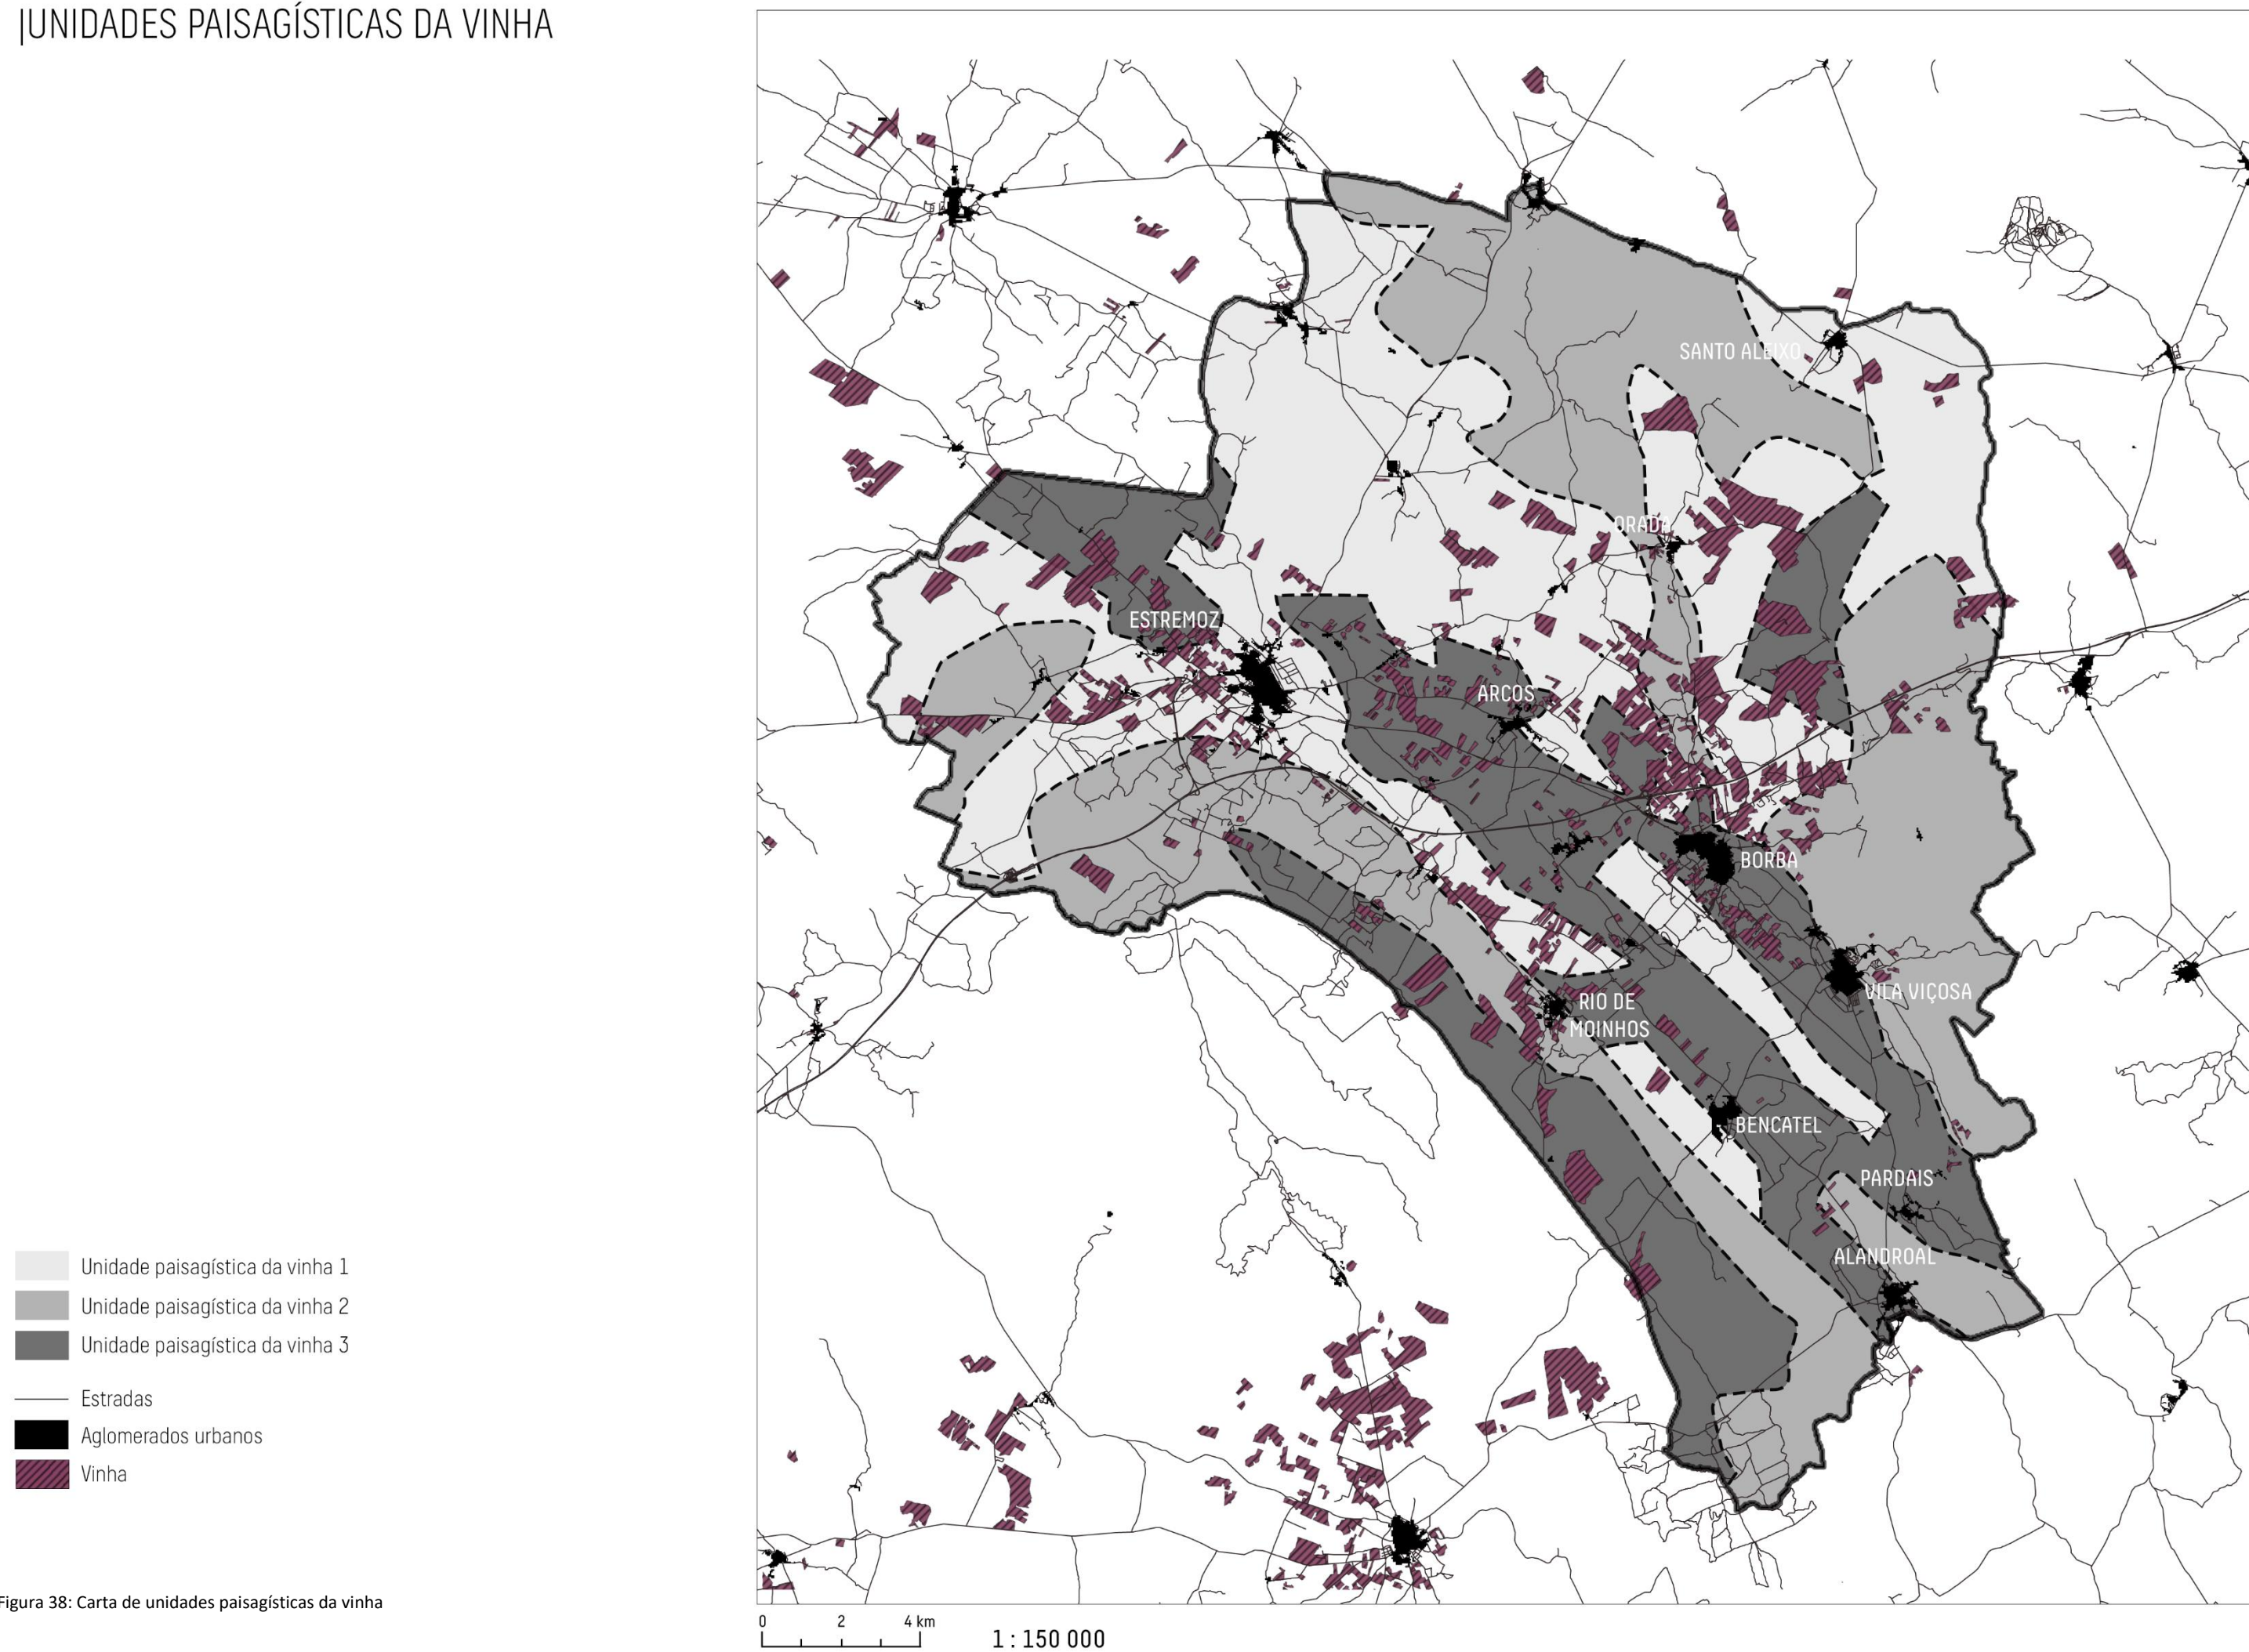 |UNIDADES PAISAGÍSTICAS DA VINHA
SANTO ALEIXO
ORADA
ESTREMOZ
ARCOS
BORBA
VILA VIÇOSA
RIO DE
MOINHOS
BENCATEL
PARDAIS
ALANDROAL
Unidade paisagística da vinha 1
Unidade paisagística da vinha 2
Unidade paisagística da vinha 3
Estradas
Aglomerados urbanos
Vinha
Figura 38: Carta de unidades paisagísticas da vinha
0 2 4 km
1 : 150 000